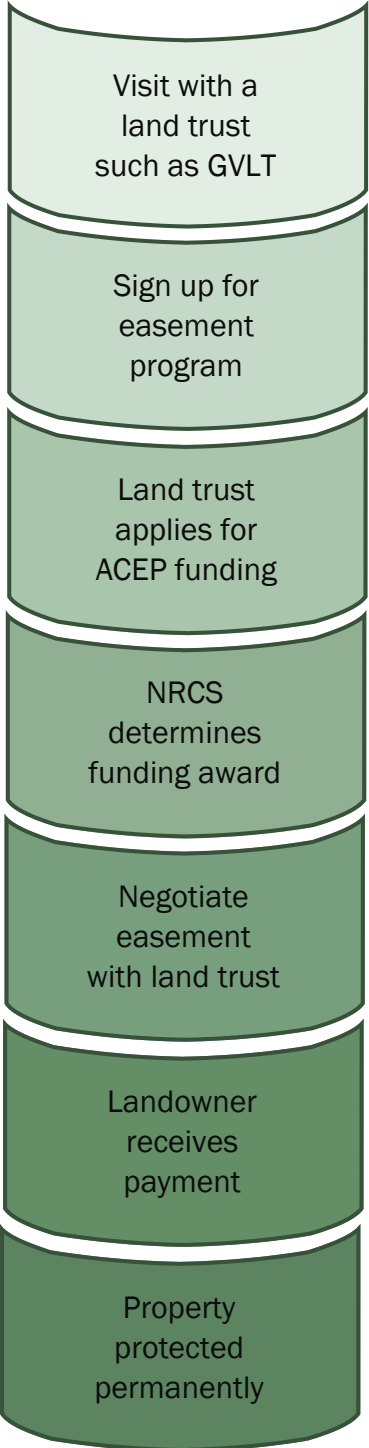 Visit with a
land trust
such as GVLT
Sign up for
easement
program
Land trust
applies for
ACEP funding
NRCS
determines
funding award
Negotiate
easement
with land trust
Landowner
receives
payment
Property
protected
permanently